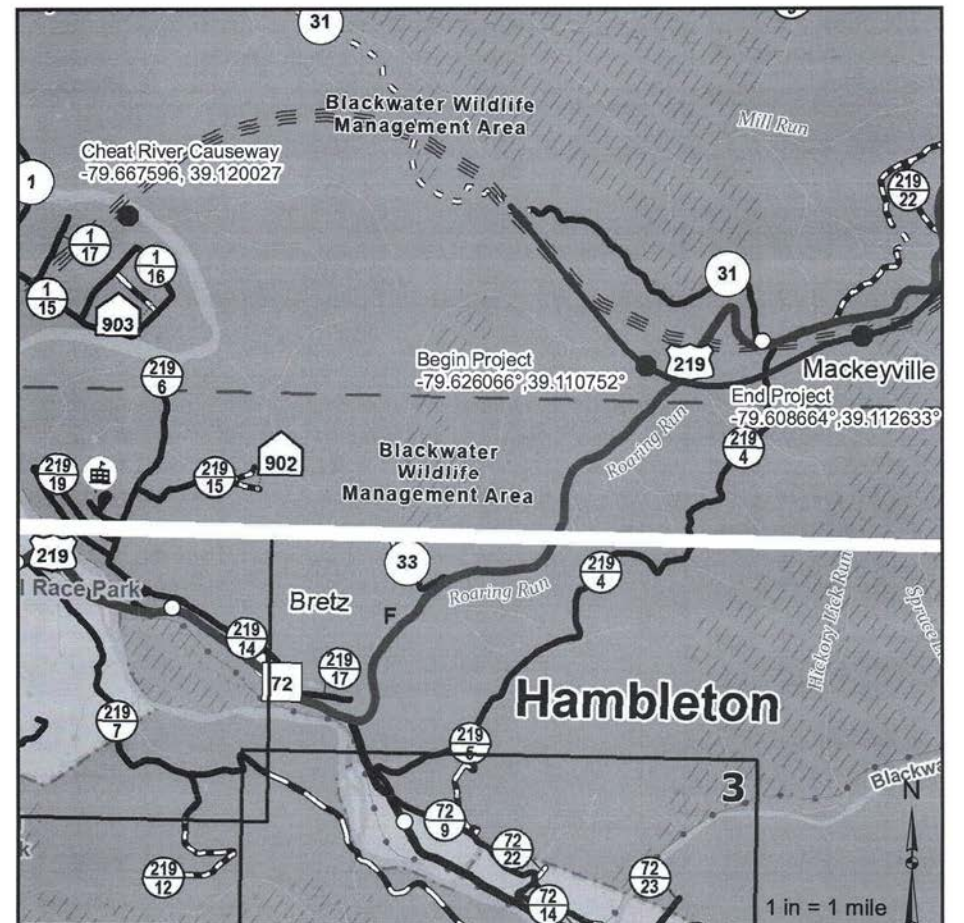 31
Blackwater Wildlife
Management Area
Mill Run
Cheat River Causeway
-79.667596, 39.120027
1
219
22
1
17
1
16
31
1
15
903
219
Begin Project
-79.626066°,39.110752°
Mackeyville
219
6
End Project
-79.608664°,39.112633°
Roaring Run
219
4
Blackwater
Wildlife
Management Area
902
219
19
219
15
219
33
219
4
l Race Park
Roaring Run
Bretz
F
Hickory Lick Run
Spruce L
219
14
219
17
72
Hambleton
219
7
219
5
3
Blackwa
N
72
9
72
22
k
219
12
72
23
72
14
1 in = 1 mile